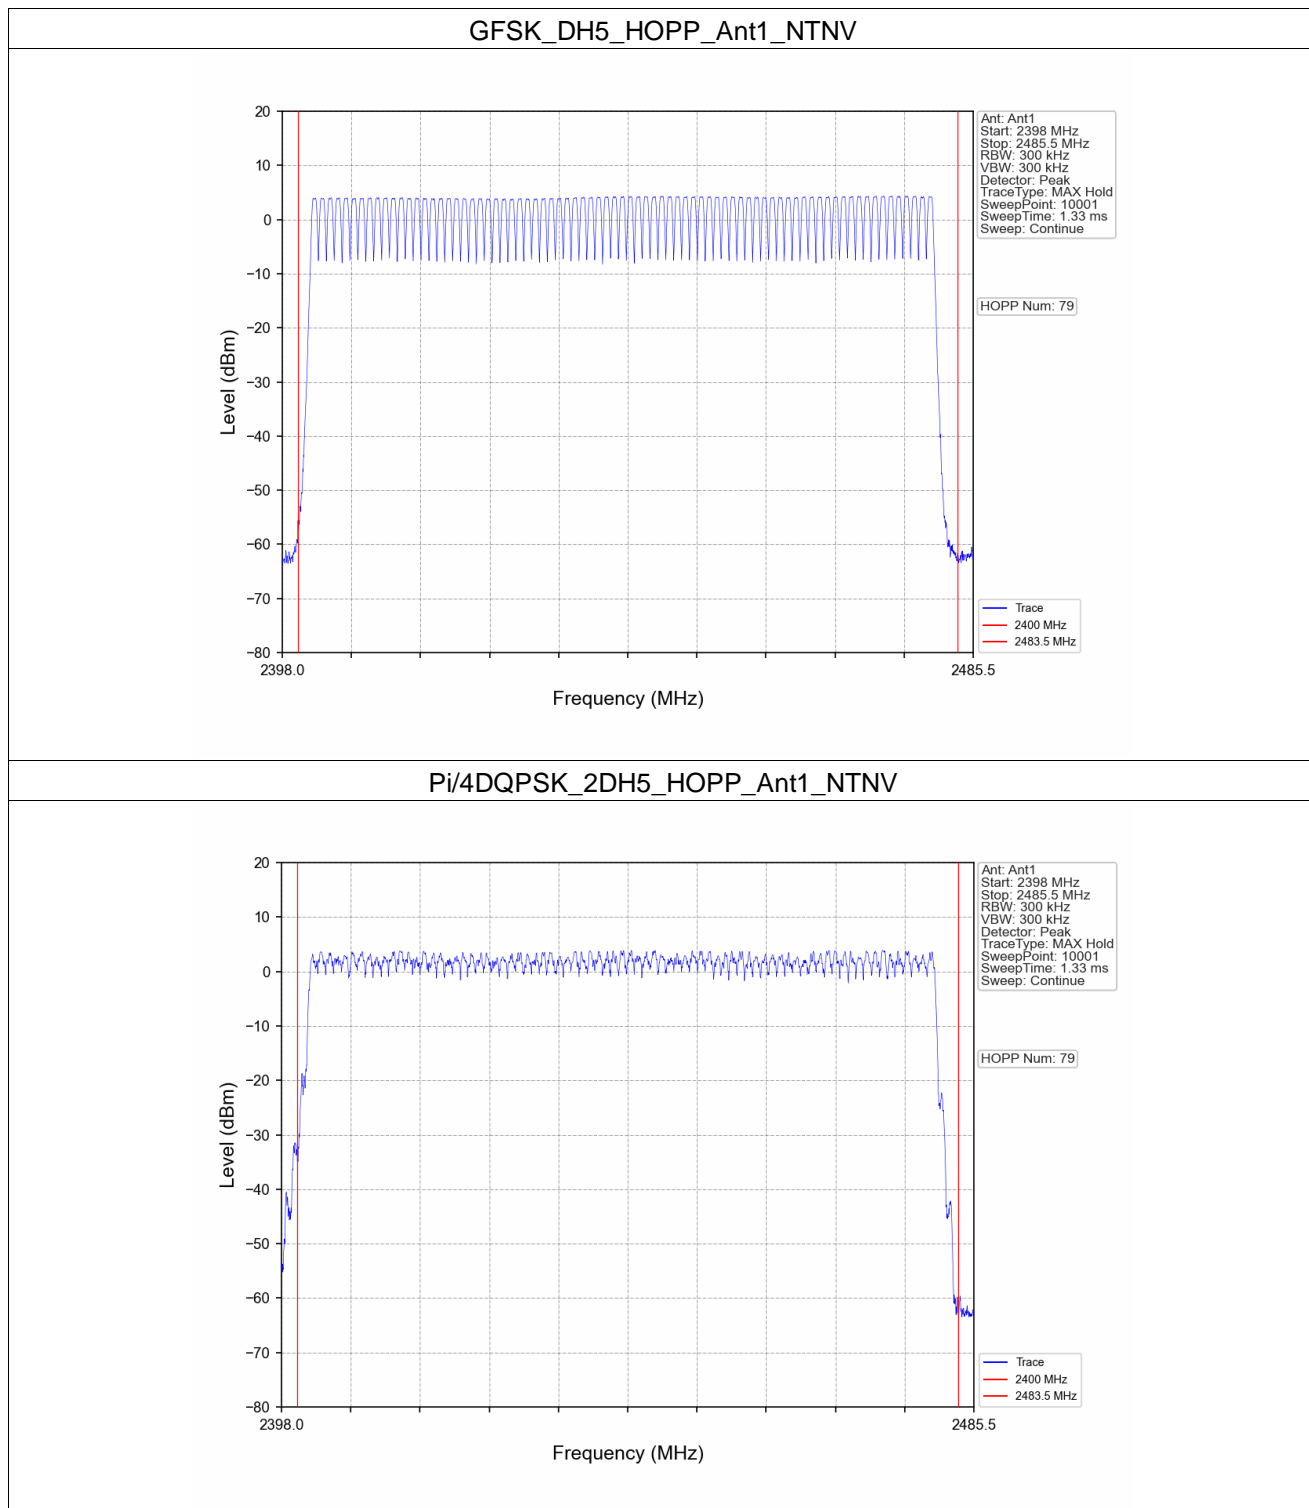 GFSK_DH5_HOPP_Ant1_NTNV
20
10
0
−10
−20
−30
−40
−50
−60
−70
−80
Level (dBm)
2398.0
2485.5
Frequency (MHz)
Ant: Ant1
Start: 2398 MHz
Stop: 2485.5 MHz
RBW: 300 kHz
VBW: 300 kHz
Detector: Peak
TraceType: MAX Hold
SweepPoint: 10001
SweepTime: 1.33 ms
Sweep: Continue
HOPP Num: 79
Trace
2400 MHz
2483.5 MHz
Pi/4DQPSK_2DH5_HOPP_Ant1_NTNV
20
10
0
−10
−20
−30
−40
−50
−60
−70
−80
Level (dBm)
2398.0
2485.5
Frequency (MHz)
Ant: Ant1
Start: 2398 MHz
Stop: 2485.5 MHz
RBW: 300 kHz
VBW: 300 kHz
Detector: Peak
TraceType: MAX Hold
SweepPoint: 10001
SweepTime: 1.33 ms
Sweep: Continue
HOPP Num: 79
Trace
2400 MHz
2483.5 MHz